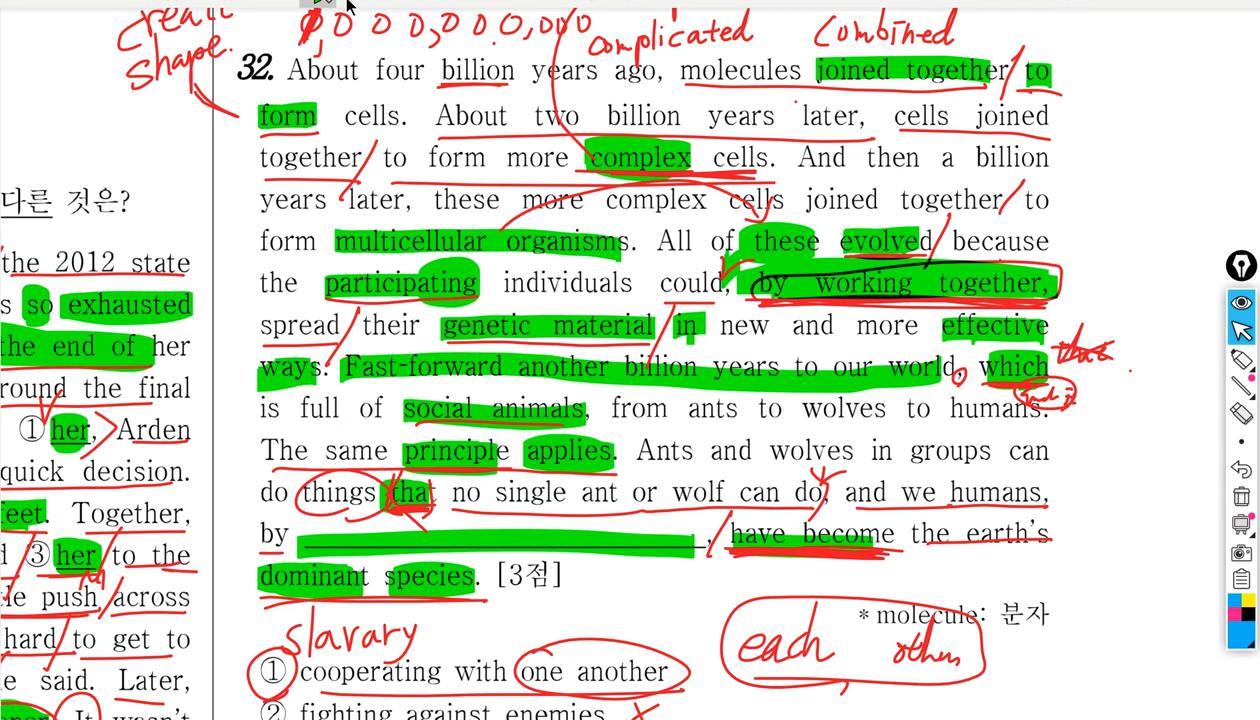 creat
shape.
0,000,000,000
complicated
combined
32. About four billion years ago, molecules joined together to
form cells. About two billion years later, cells joined
together to form more complex cells. And then a billion
years later, these more complex cells joined together to
form multicellular organisms. All of these evolved because
the participating individuals could, by working together,
spread their genetic material in new and more effective
ways. Fast-forward another billion years to our world, which
is full of social animals, from ants to wolves to humans.
The same principle applies. Ants and wolves in groups can
do things that no single ant or wolf can do, and we humans,
by ____________________, have become the earth's
dominant species. [3점]
* molecule: 분자
slavary
each other
① cooperating with one another
② fighting against enemies
다른 것은?
the 2012 state
s so exhausted
the end of her
round the final
① her, Arden
quick decision.
feet. Together,
③ her to the
le push across
hard to get to
e said. Later,
It wasn't